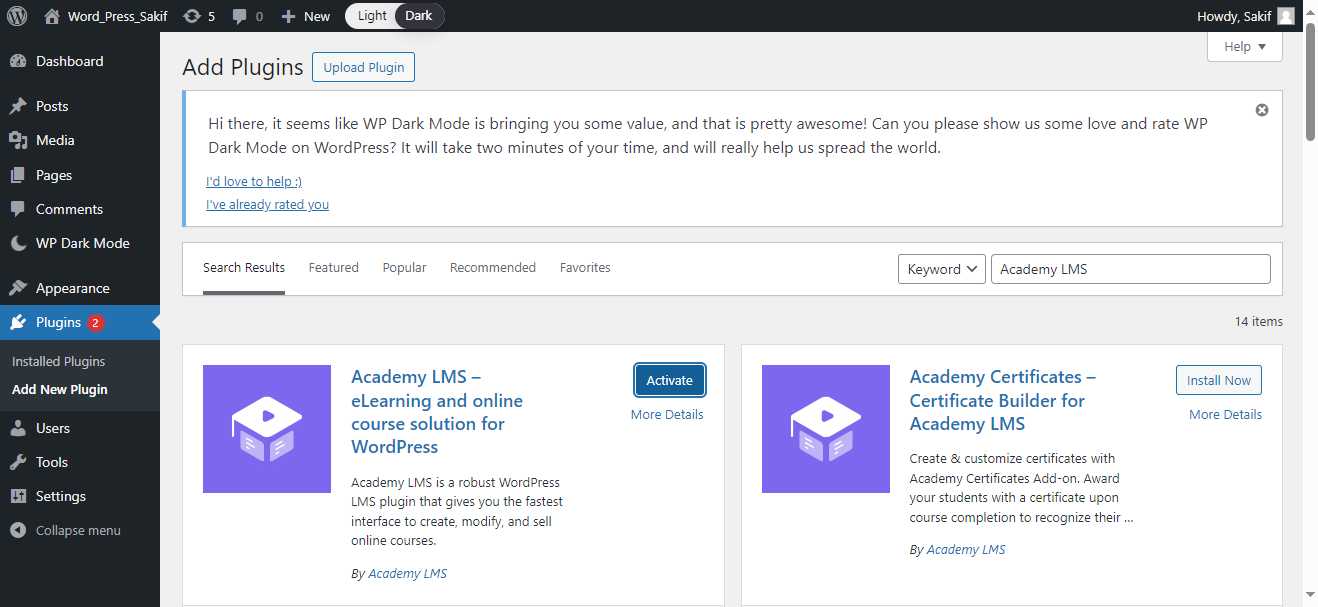 Word_Press_Sakif
5
0
New
Light
Dark
Howdy, Sakif
Dashboard
Posts
Media
Pages
Comments
WP Dark Mode
Appearance
Plugins 2
Installed Plugins
Add New Plugin
Users
Tools
Settings
Collapse menu
Help
Add Plugins
Upload Plugin
Hi there, it seems like WP Dark Mode is bringing you some value, and that is pretty awesome! Can you please show us some love and rate WP
Dark Mode on WordPress? It will take two minutes of your time, and will really help us spread the world.
I'd love to help :)
I've already rated you
Search Results
Featured
Popular
Recommended
Favorites
Keyword
Academy LMS
14 items
Academy LMS –
eLearning and online
course solution for
WordPress
Activate
More Details
Academy LMS is a robust WordPress
LMS plugin that gives you the fastest
interface to create, modify, and sell
online courses.
By Academy LMS
Academy Certificates –
Certificate Builder for
Academy LMS
Install Now
More Details
Create & customize certificates with
Academy Certificates Add-on. Award
your students with a certificate upon
course completion to recognize their ...
By Academy LMS